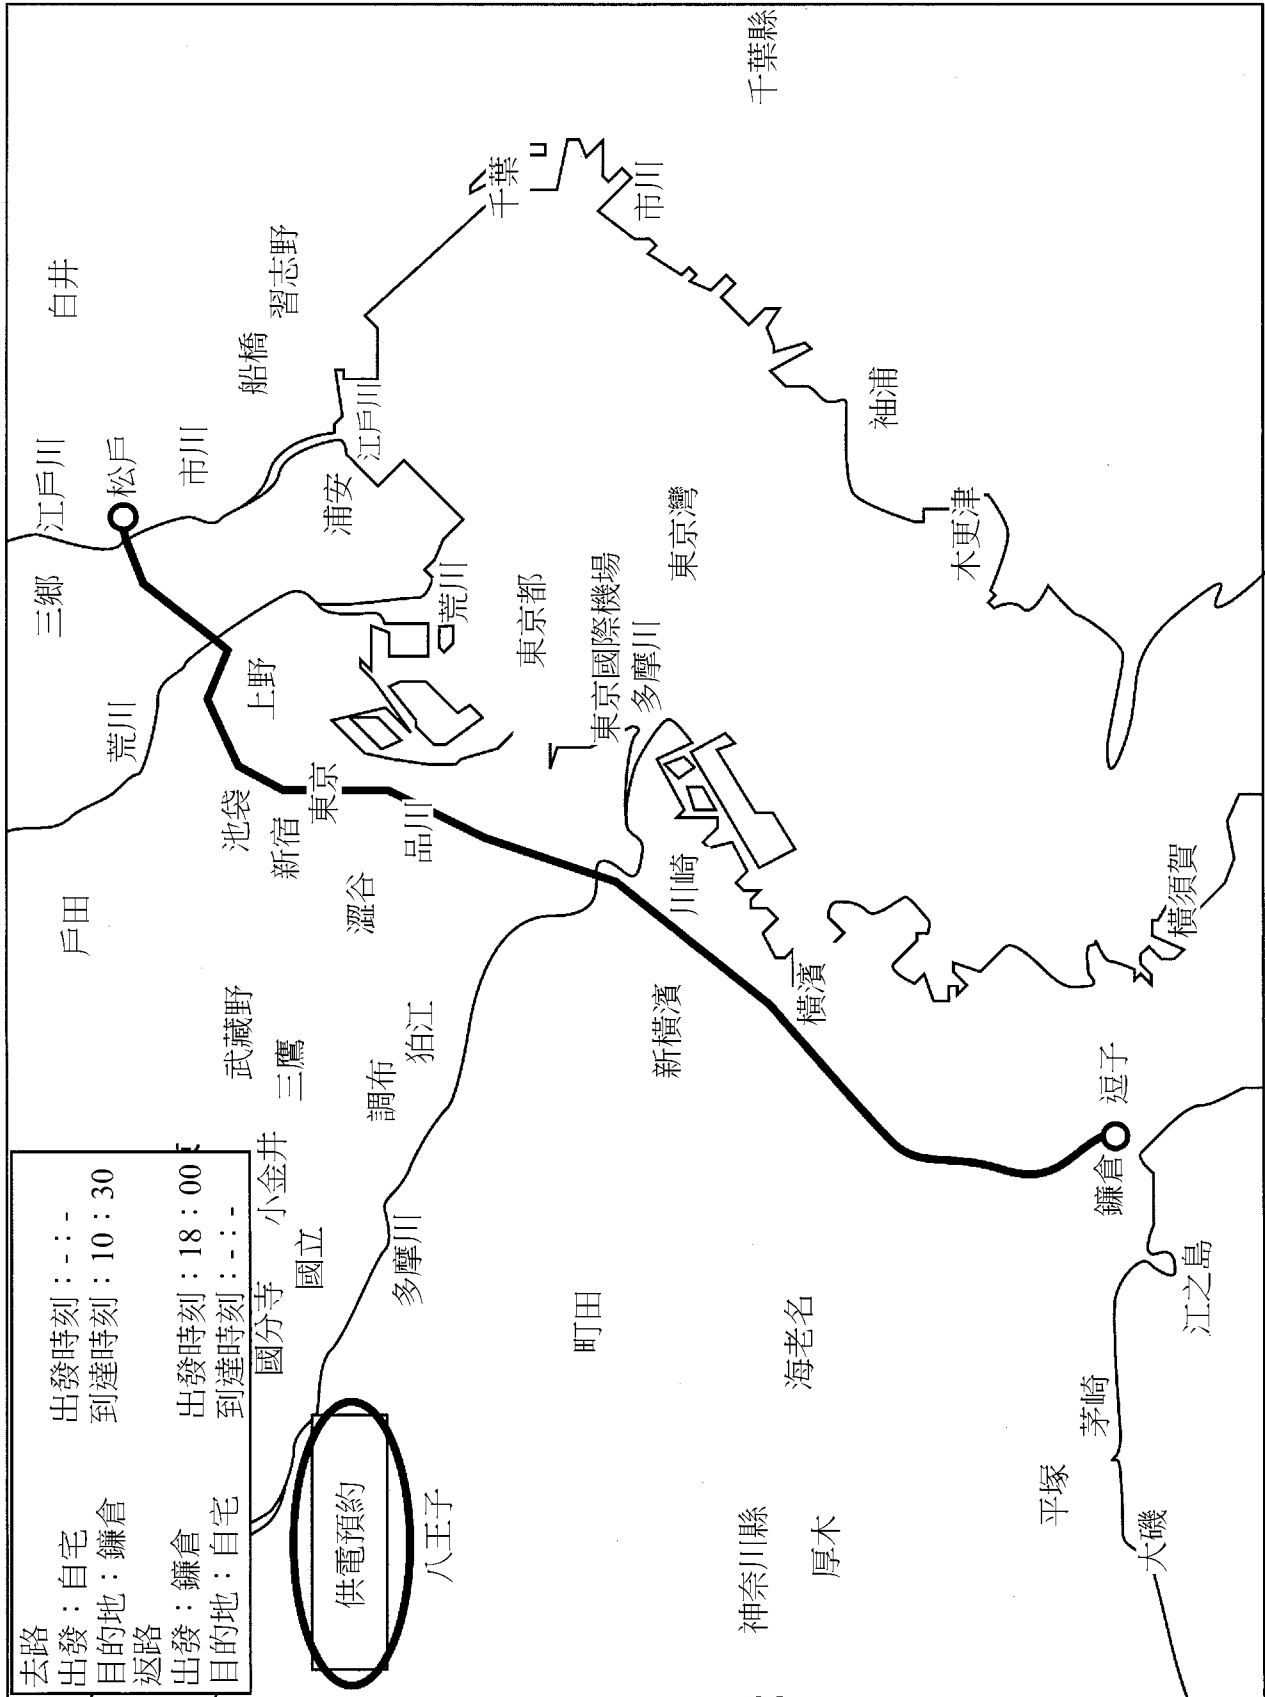 去路
出發：自宅 出發時刻：-：-
目的地：鎌倉 到達時刻：10：30
返路
出發：鎌倉 出發時刻：18：00
目的地：自宅 到達時刻：-：-
供電預約
八王子
國分寺
小金井
國立
多摩川
武藏野
三鷹
調布
狛江
戶田
澀谷
池袋
新宿
東京
品川
荒川
上野
三鄉
江戶川
松戶
市川
白井
船橋
習志野
江戶川
浦安
荒川
千葉
市川
千葉縣
東京都
東京國際機場
多摩川
東京灣
袖浦
木更津
川崎
新橫濱
橫濱
橫須賀
逗子
鎌倉
江之島
町田
海老名
茅崎
平塚
大磯
神奈川縣
厚木